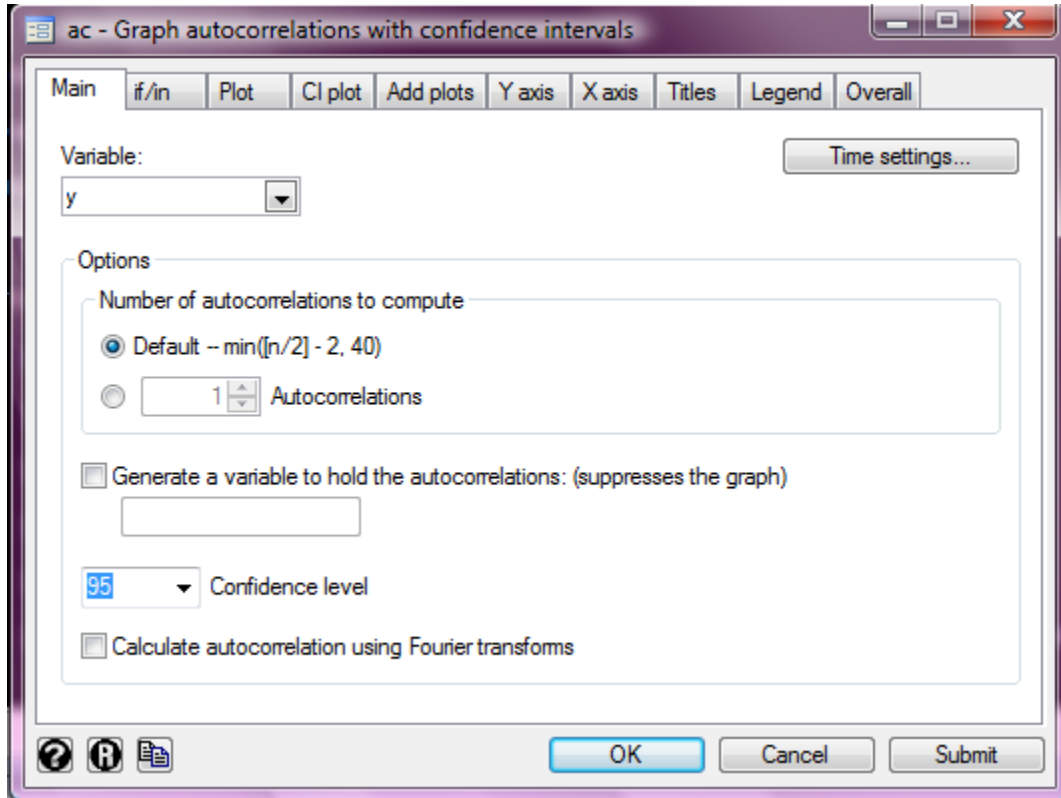 ac - Graph autocorrelations with confidence intervals
Main if/in Plot CI plot Add plots Y axis X axis Titles Legend Overall
Variable:
Time settings...
y
Options
Number of autocorrelations to compute
Default -- min([n/2] - 2, 40)
1 Autocorrelations
Generate a variable to hold the autocorrelations: (suppresses the graph)
95 Confidence level
Calculate autocorrelation using Fourier transforms
? R OK Cancel Submit